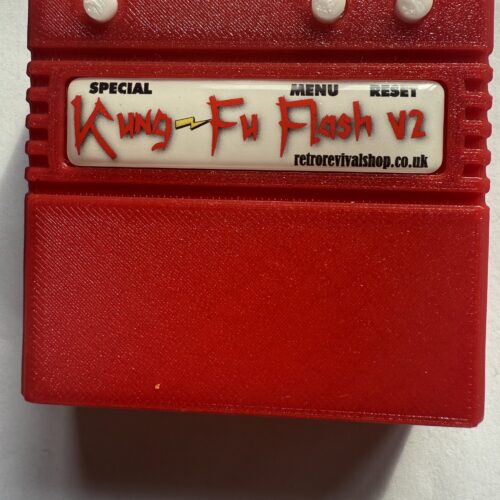 SPECIAL MENU RESET
Kung-Fu Flash V2
retrorevivalshop.co.uk